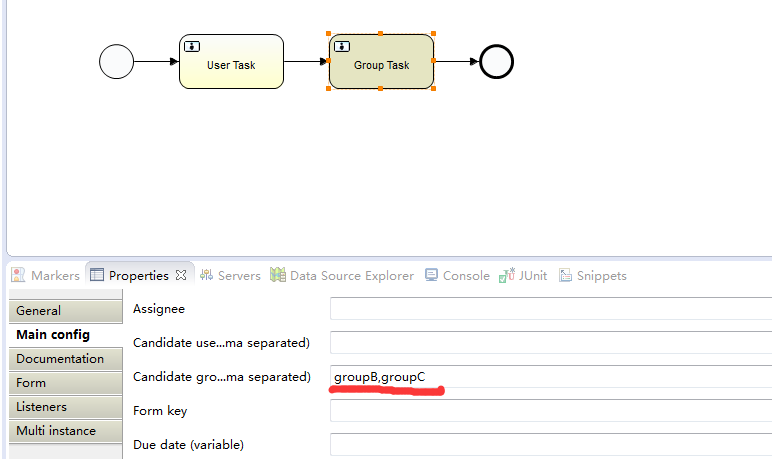 User Task
Group Task
Markers
Properties
Servers
Data Source Explorer
Console
JUnit
Snippets
General
Main config
Documentation
Form
Listeners
Multi instance
Assignee
Candidate use...ma separated)
Candidate gro...ma separated)
groupB,groupC
Form key
Due date (variable)